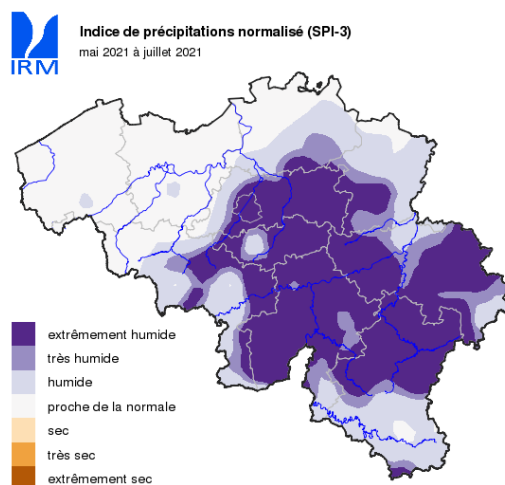 Indice de précipitations normalisé (SPI-3)
mai 2021 à juillet 2021
IRM
extrêmement humide
très humide
humide
proche de la normale
sec
très sec
extrêmement sec